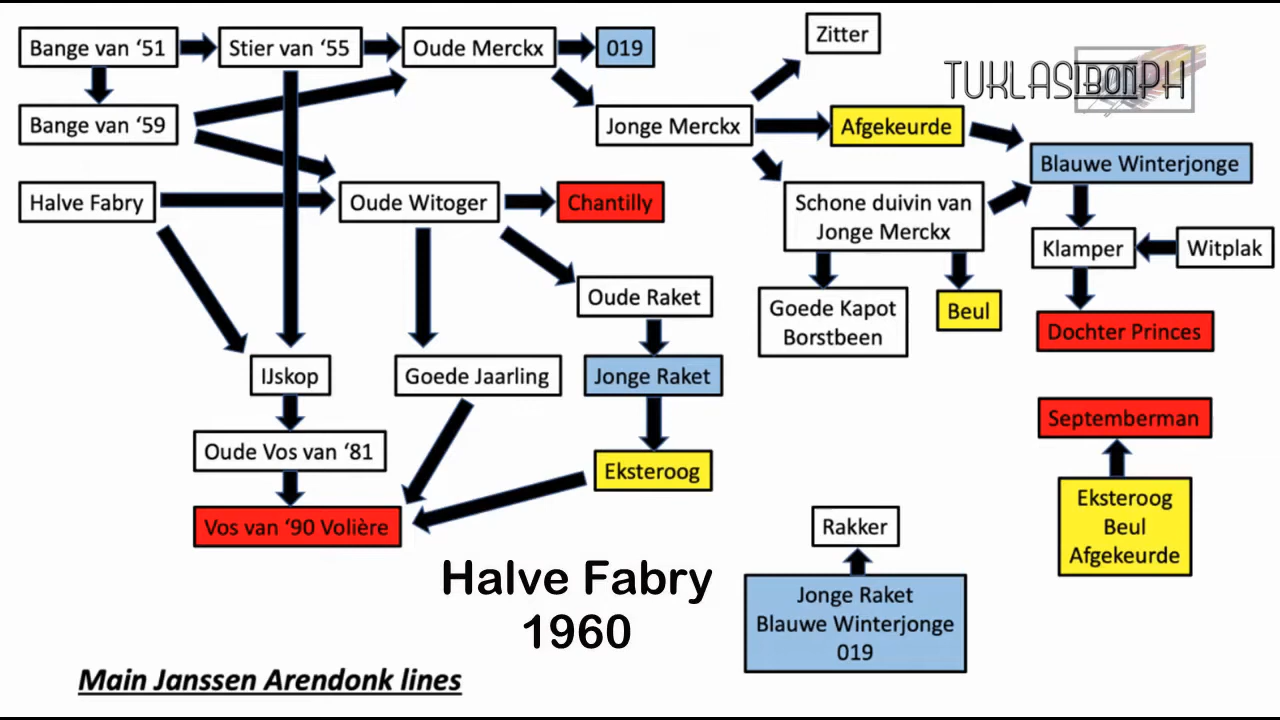 Bange van ‘51
Stier van ‘55
Oude Merckx
019
Zitter
TUKLASIBONPH
Bange van ‘59
Jonge Merckx
Afgekeurde
Blauwe Winterjonge
Halve Fabry
Oude Witoger
Chantilly
Schone duivin van
Jonge Merckx
Klamper
Witplak
Oude Raket
Goede Kapot
Borstbeen
Beul
Dochter Princes
IJskop
Goede Jaarling
Jonge Raket
Septemberman
Oude Vos van ‘81
Eksteroog
Vos van ‘90 Volière
Eksteroog
Beul
Afgekeurde
Rakker
Halve Fabry
1960
Jonge Raket
Blauwe Winterjonge
019
Main Janssen Arendonk lines